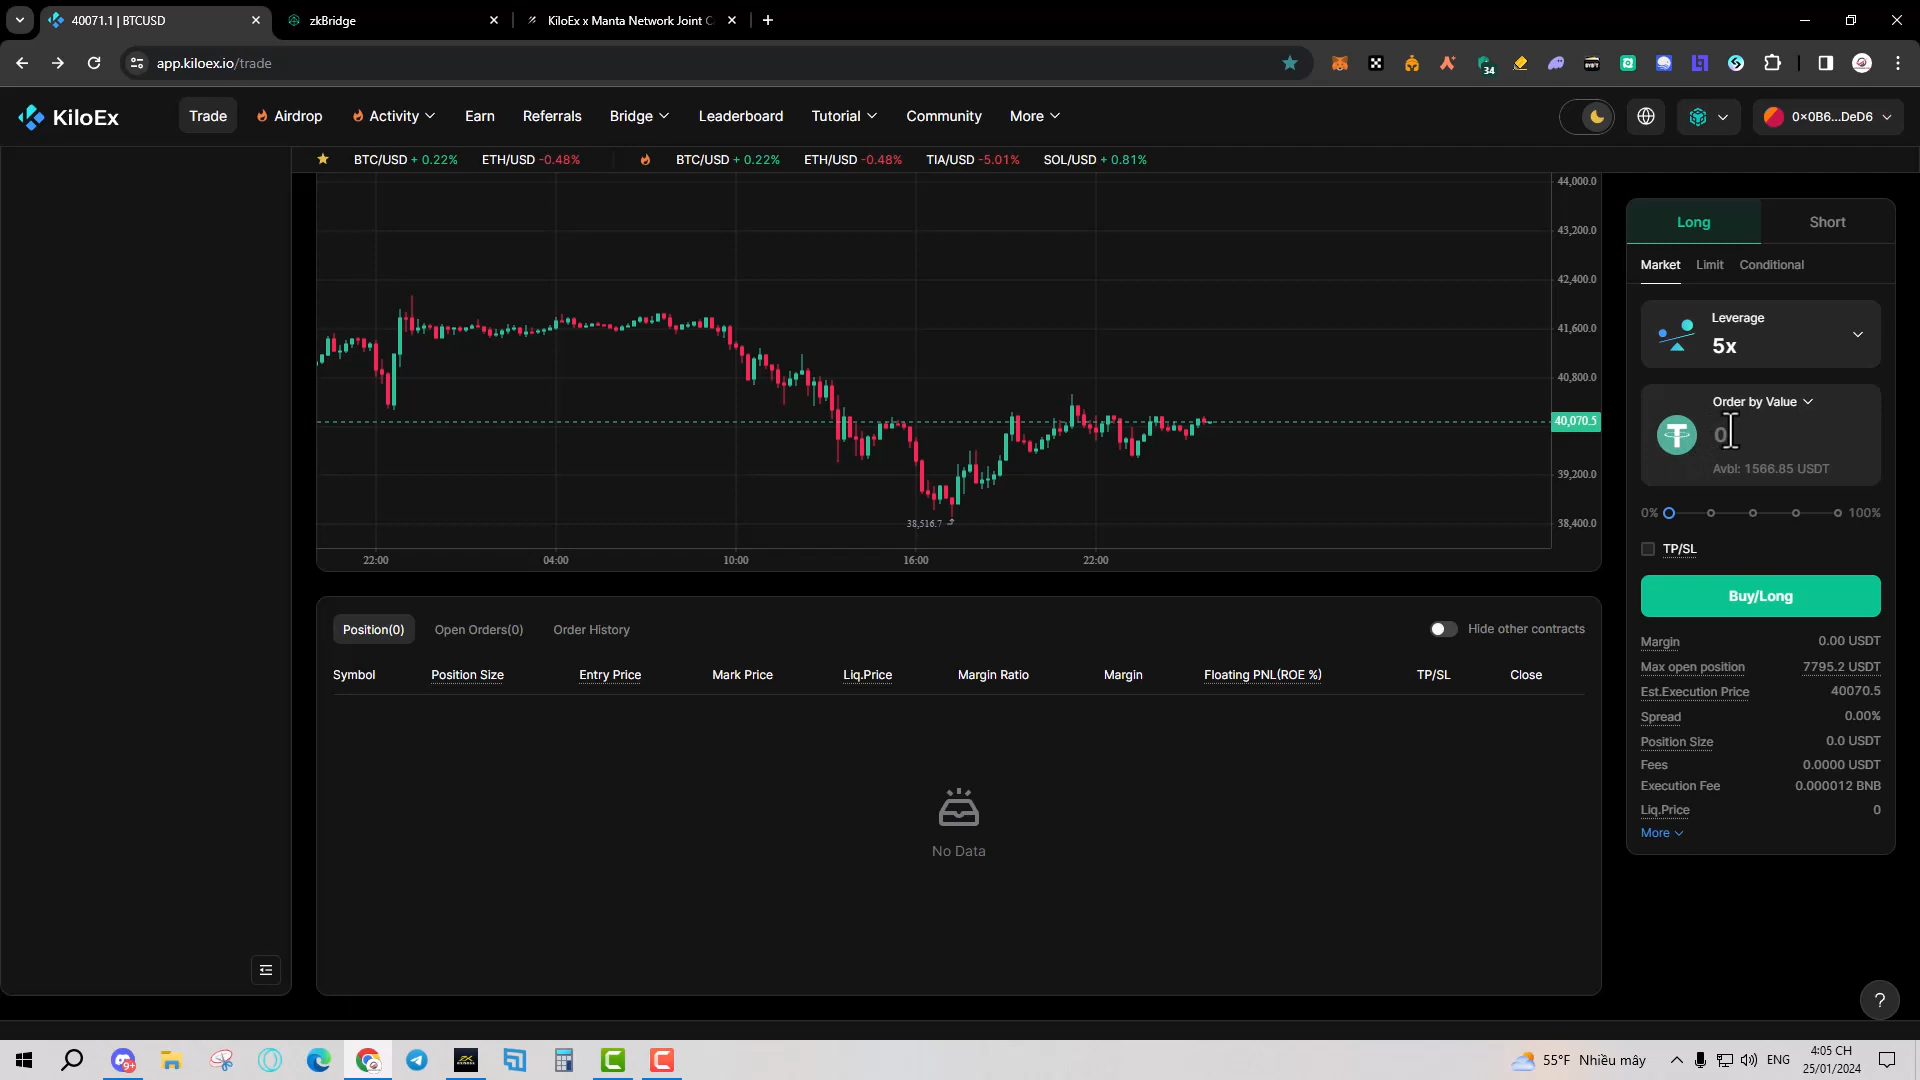 40071.1 | BTCUSD
zkBridge
KiloEx x Manta Network Joint C
app.kiloex.io/trade
34
KiloEx
Trade
Airdrop
Activity
Earn
Referrals
Bridge
Leaderboard
Tutorial
Community
More
0×0B6...DeD6
BTC/USD + 0.22%
ETH/USD -0.48%
BTC/USD + 0.22%
ETH/USD -0.48%
TIA/USD -5.01%
SOL/USD + 0.81%
44,000.0
43,200.0
42,400.0
41,600.0
40,800.0
40,070.5
39,200.0
38,400.0
38,516.7
22:00
04:00
10:00
16:00
22:00
Long
Short
Market
Limit
Conditional
Leverage
5x
Order by Value
0
Avbl: 1566.85 USDT
0%
100%
TP/SL
Buy/Long
Margin
0.00 USDT
Max open position
7795.2 USDT
Est.Execution Price
40070.5
Spread
0.00%
Position Size
0.0 USDT
Fees
0.0000 USDT
Execution Fee
0.000012 BNB
Liq.Price
0
More
Position(0)
Open Orders(0)
Order History
Hide other contracts
Symbol
Position Size
Entry Price
Mark Price
Liq.Price
Margin Ratio
Margin
Floating PNL(ROE %)
TP/SL
Close
No Data
?
55°F Nhiều mây
ENG
4:05 CH
25/01/2024